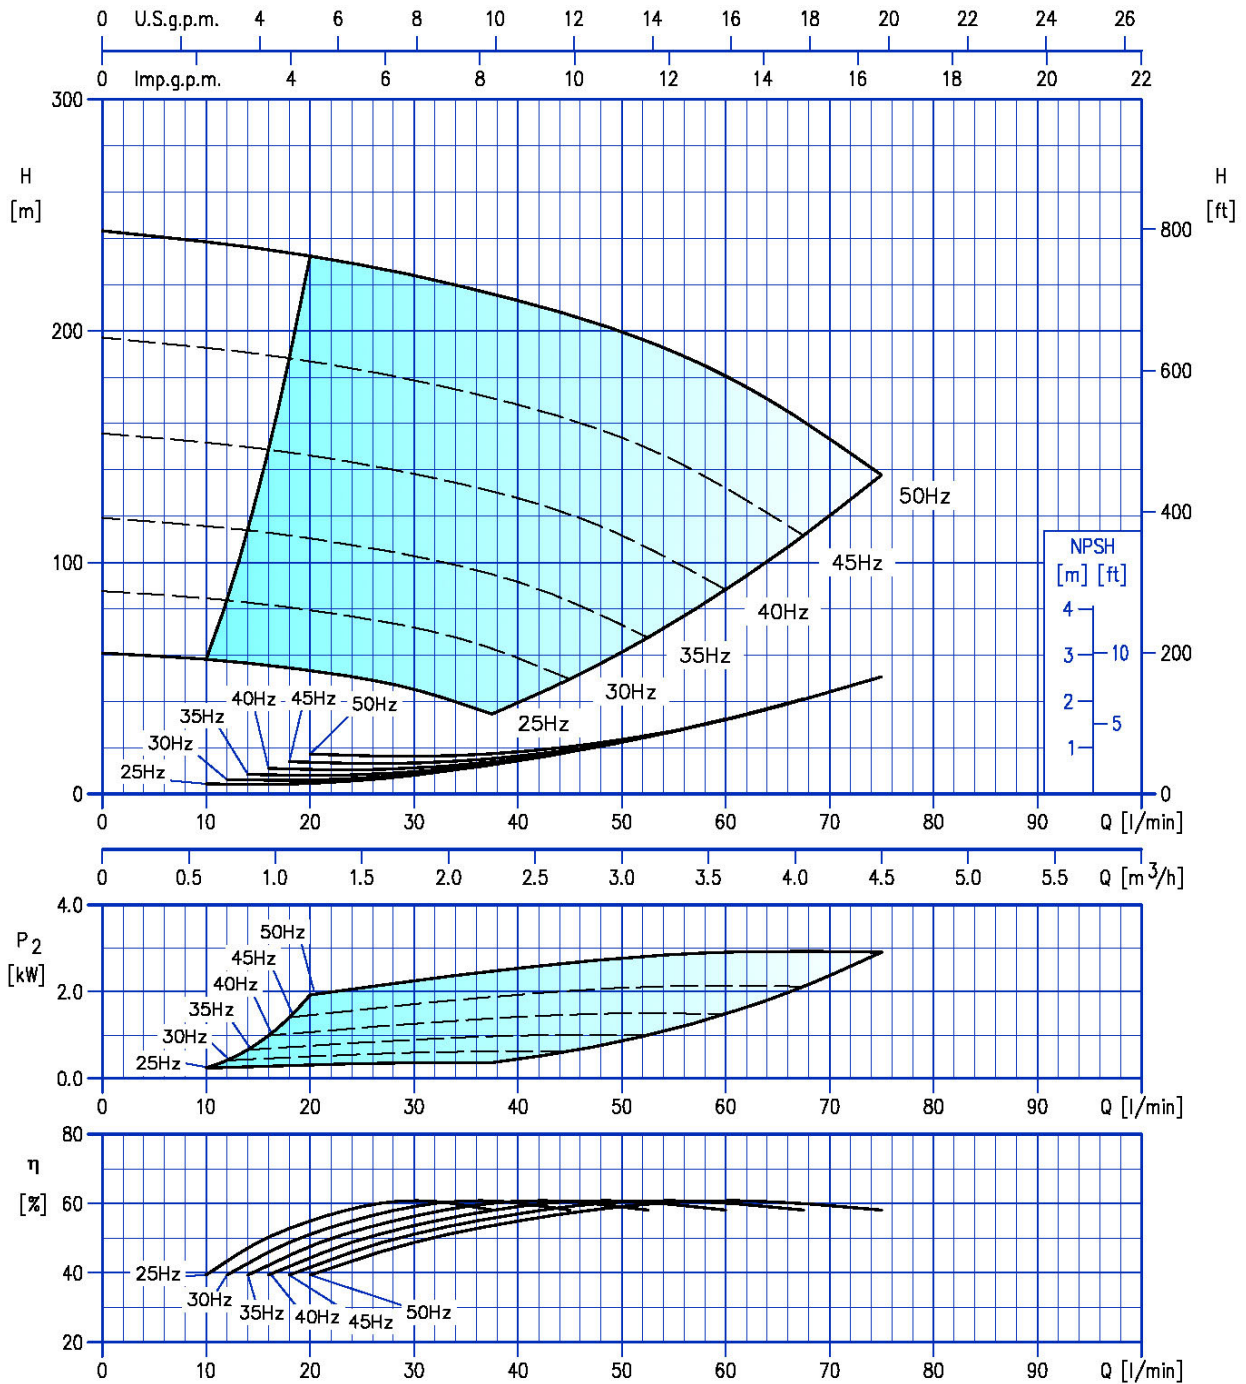 0 U.S.g.p.m. 4 6 8 10 12 14 16 18 20 22 24 26
0 Imp.g.p.m. 4 6 8 10 12 14 16 18 20 22
300
H
[m]
H
[ft]
800
200
600
50Hz
400
NPSH
[m] [ft]
100
45Hz
4
40Hz
35Hz
3
10
200
30Hz
2
40Hz
45Hz
50Hz
35Hz
25Hz
5
30Hz
1
25Hz
0
0
0 10 20 30 40 50 60 70 80 90 Q [l/min]
0 0.5 1.0 1.5 2.0 2.5 3.0 3.5 4.0 4.5 5.0 5.5 Q [m³/h]
4.0
P2
[kW]
50Hz
45Hz
40Hz
2.0
35Hz
30Hz
25Hz
0.0
0 10 20 30 40 50 60 70 80 90 Q [l/min]
80
η
[%]
60
40
25Hz
30Hz
35Hz
40Hz
45Hz
50Hz
20
0 10 20 30 40 50 60 70 80 90 Q [l/min]